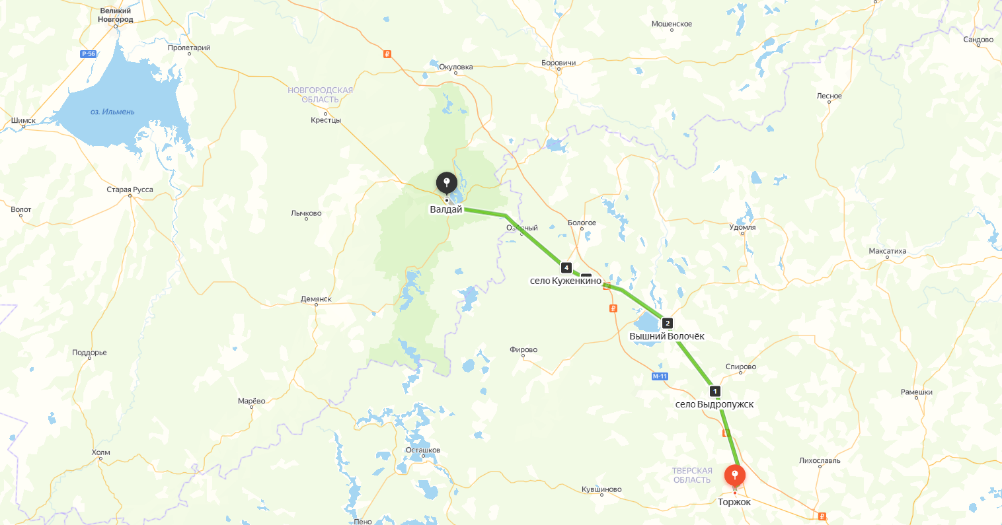 Великий
Новгород
Мошенское
Сандово
Пролетарий
Р-56
Окуловка
Боровичи
НОВГОРОДСКАЯ
ОБЛАСТЬ
Лесное
оз. Ильмень
Шимск
Крестцы
Старая Русса
Валдай
Волот
Лычково
Бологое
Удомля
Максатиха
4
село Куженкино
Демянск
2
Вышний Волочёк
Поддорье
Фирово
Спирово
М-11
1
село Выдропужск
Рамешки
Марёво
Холм
Осташков
ТВЕРСКАЯ
ОБЛАСТЬ
Лихославль
Кувшиново
Торжок
Пено